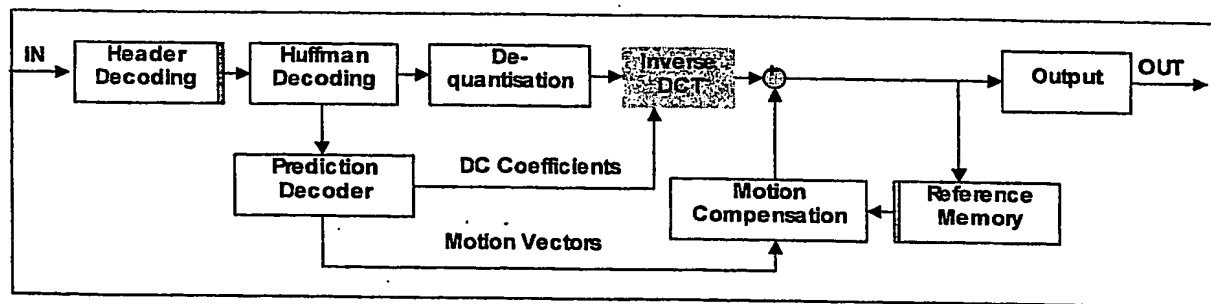 IN
Header
Decoding
Huffman
Decoding
De-
quantisation
Inverse
DCT
+
Output
OUT
Prediction
Decoder
DC Coefficients
Motion
Compensation
Reference
Memory
Motion Vectors